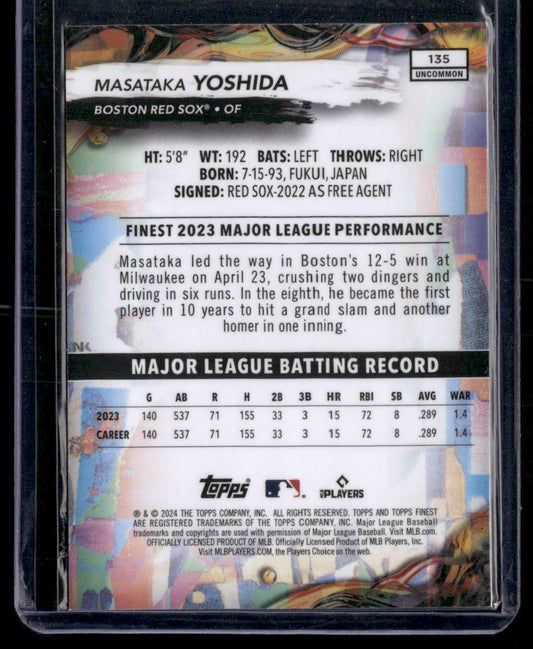 135
UNCOMMON
MASATAKA YOSHIDA
BOSTON RED SOX® • OF
HT: 5'8" WT: 192 BATS: LEFT THROWS: RIGHT
BORN: 7-15-93, FUKUI, JAPAN
SIGNED: RED SOX-2022 AS FREE AGENT
FINEST 2023 MAJOR LEAGUE PERFORMANCE
Masataka led the way in Boston's 12-5 win at
Milwaukee on April 23, crushing two dingers and
driving in six runs. In the eighth, he became the first
player in 10 years to hit a grand slam and another
homer in one inning.
NK
MAJOR LEAGUE BATTING RECORD
G AB R H 2B 3B HR RBI SB AVG WAR
2023 140 537 71 155 33 3 15 72 8 .289 1.4
CAREER 140 537 71 155 33 3 15 72 8 .289 1.4
Topps PLAYERS
® & © 2024 THE TOPPS COMPANY, INC. ALL RIGHTS RESERVED. TOPPS AND TOPPS FINEST
ARE REGISTERED TRADEMARKS OF THE TOPPS COMPANY, INC. Major League Baseball
trademarks and copyrights are used with permission of Major League Baseball. Visit MLB.com.
OFFICIALLY LICENSED PRODUCT OF MLB. Officially Licensed Product of MLB Players, Inc.
Visit MLBPLAYERS.COM, the Players Choice on the web.